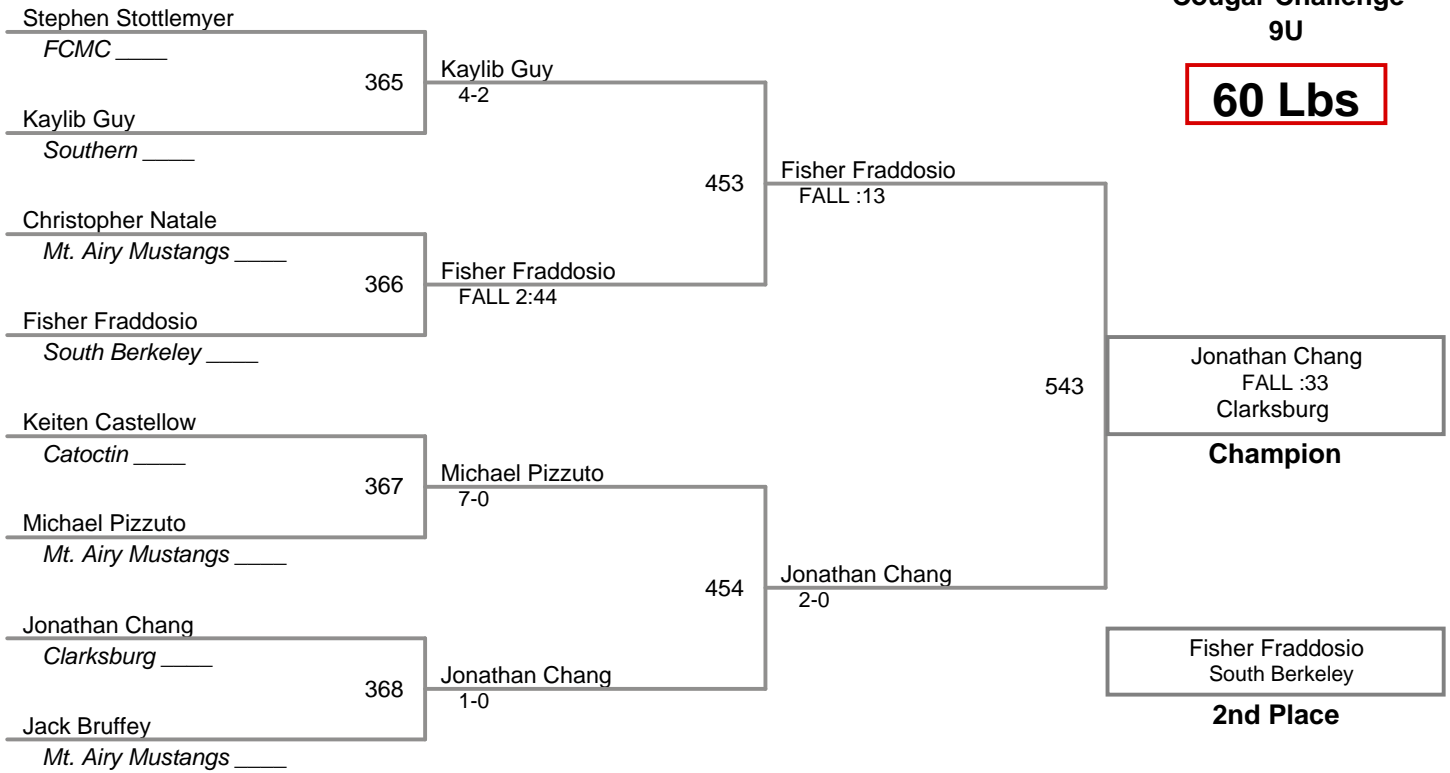 Cougar Challenge
9U
60 Lbs
Stephen Stottlemyer
FCMC ____
365
Kaylib Guy
Southern ____
Kaylib Guy
4-2
453
Christopher Natale
Mt. Airy Mustangs ____
366
Fisher Fraddosio
South Berkeley ____
Fisher Fraddosio
FALL 2:44
Fisher Fraddosio
FALL :13
543
Keiten Castellow
Catoctin ____
367
Michael Pizzuto
Mt. Airy Mustangs ____
Michael Pizzuto
7-0
454
Jonathan Chang
Clarksburg ____
368
Jack Bruffey
Mt. Airy Mustangs ____
Jonathan Chang
1-0
Jonathan Chang
2-0
Jonathan Chang
FALL :33
Clarksburg
Champion
Fisher Fraddosio
South Berkeley
2nd Place